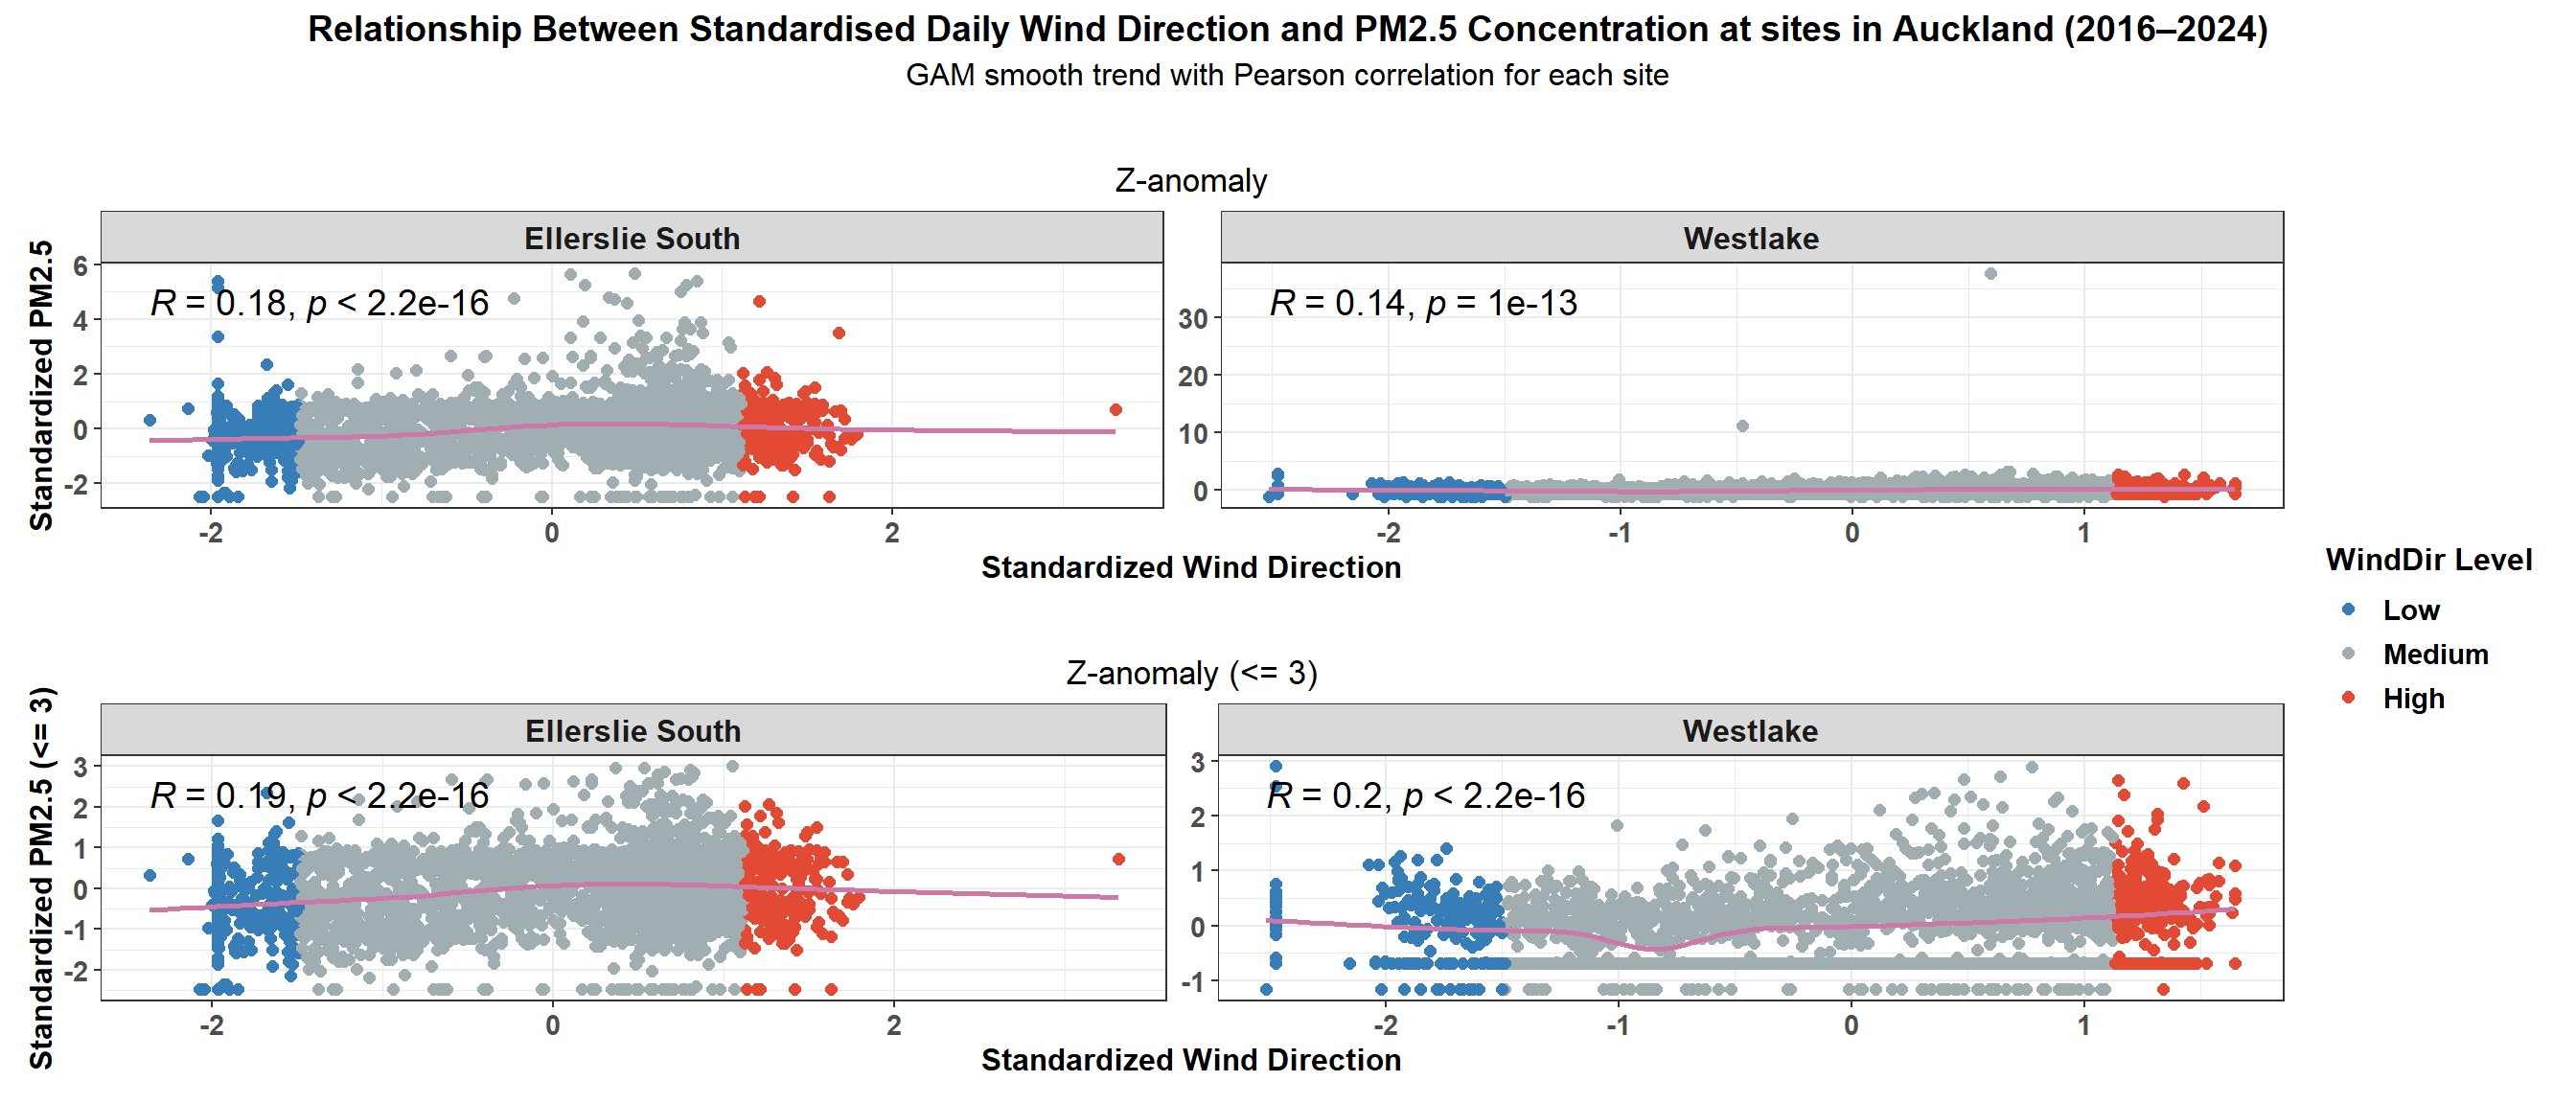 Relationship Between Standardised Daily Wind Direction and PM2.5 Concentration at sites in Auckland (2016–2024)
GAM smooth trend with Pearson correlation for each site
Z-anomaly
Ellerslie South
Westlake
Standardized PM2.5
6
4
2
0
-2
R = 0.18, p < 2.2e-16
-2 0 2
30
20
10
0
R = 0.14, p = 1e-13
-2 -1 0 1
Standardized Wind Direction
WindDir Level
Low
Medium
High
Z-anomaly (<= 3)
Ellerslie South
Westlake
Standardized PM2.5 (<= 3)
3
2
1
0
-1
-2
R = 0.19, p < 2.2e-16
-2 0 2
3
2
1
0
-1
R = 0.2, p < 2.2e-16
-2 -1 0 1
Standardized Wind Direction